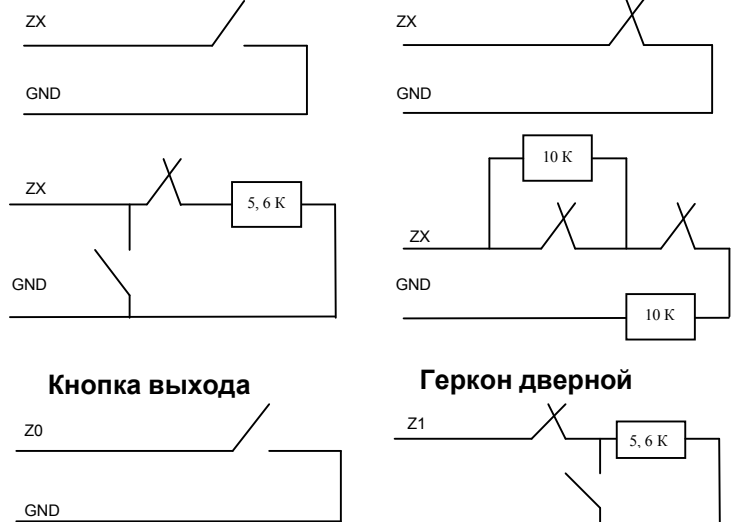 ZX
GND
ZX
GND
ZX
5, 6 К
GND
10 К
ZX
GND
10 К
Кнопка выхода
Z0
GND
Геркон дверной
Z1
5, 6 К